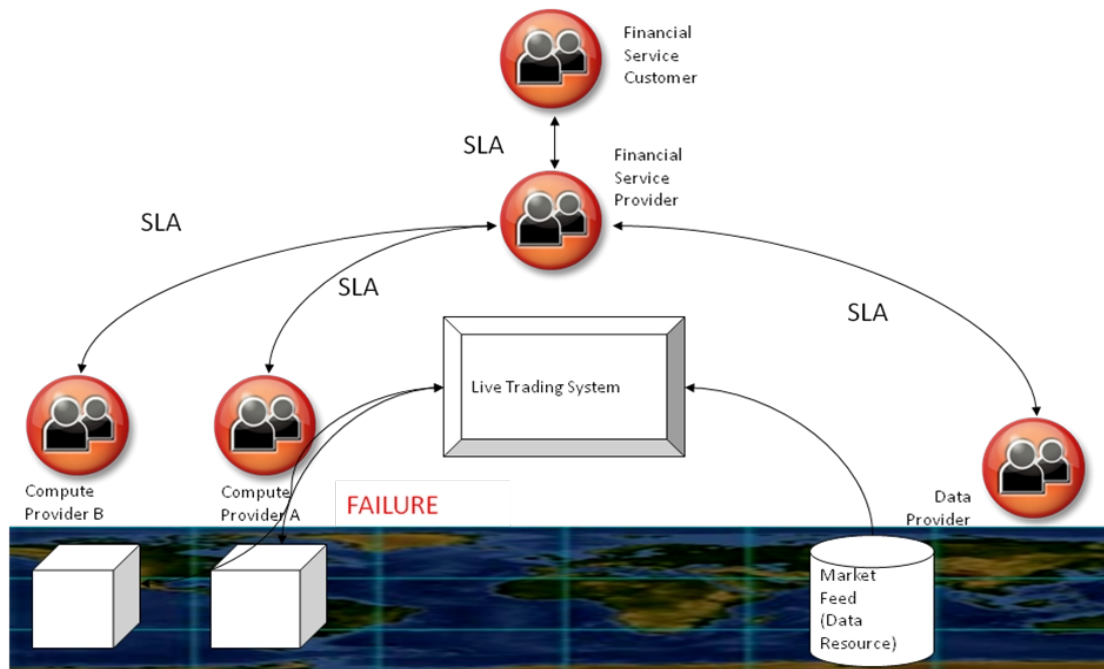 Financial
Service
Customer
SLA
Financial
Service
Provider
SLA
SLA
SLA
Live Trading System
Compute
Provider B
Compute
Provider A
FAILURE
Data
Provider
Market
Feed
(Data
Resource)